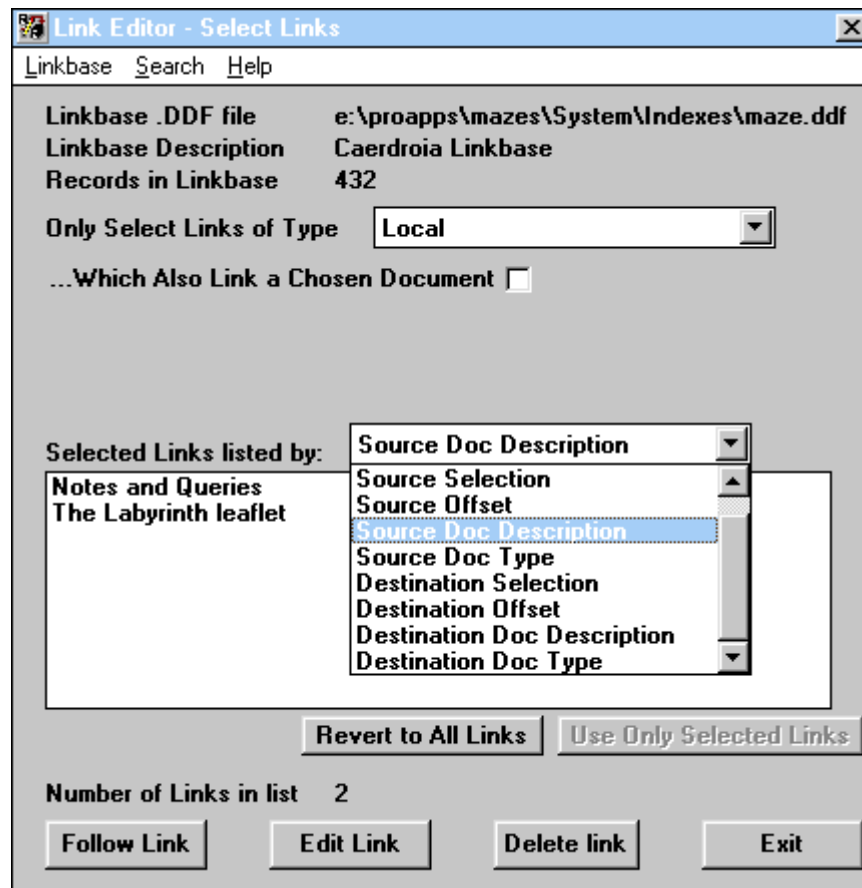 Link Editor - Select Links
Linkbase Search Help
Linkbase .DDF file e:\proapps\mazes\System\Indexes\maze.ddf
Linkbase Description Caerdroia Linkbase
Records in Linkbase 432
Only Select Links of Type Local
...Which Also Link a Chosen Document
Selected Links listed by: Source Doc Description
Notes and Queries
The Labyrinth leaflet
Source Selection
Source Offset
Source Doc Description
Source Doc Type
Destination Selection
Destination Offset
Destination Doc Description
Destination Doc Type
Revert to All Links Use Only Selected Links
Number of Links in list 2
Follow Link Edit Link Delete link Exit